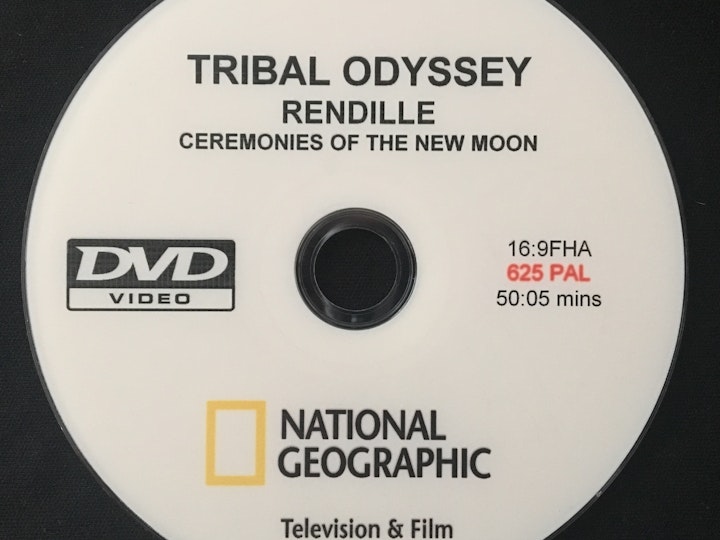 TRIBAL ODYSSEY
RENDILLE
CEREMONIES OF THE NEW MOON
DVD
VIDEO
16:9FHA
625 PAL
50:05 mins
NATIONAL
GEOGRAPHIC
Television & Film